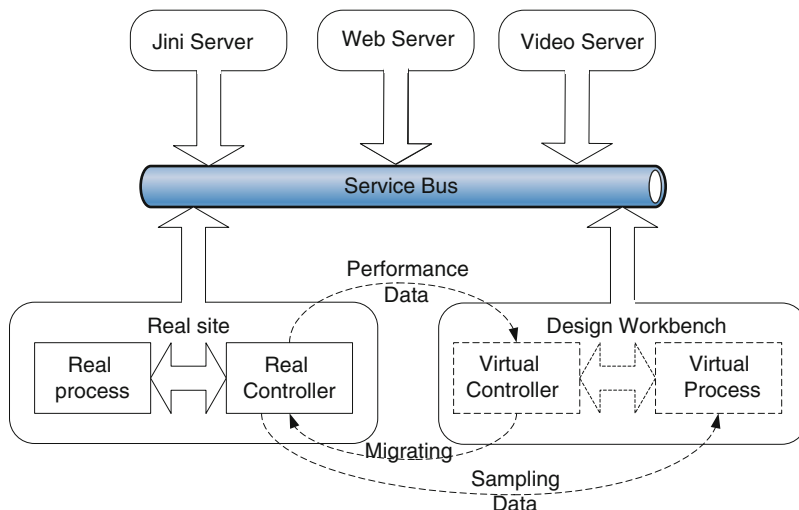 Jini Server
Web Server
Video Server
Service Bus
Performance
Data
Real site
Design Workbench
Real
process
Real
Controller
Virtual
Controller
Virtual
Process
Migrating
Sampling
Data